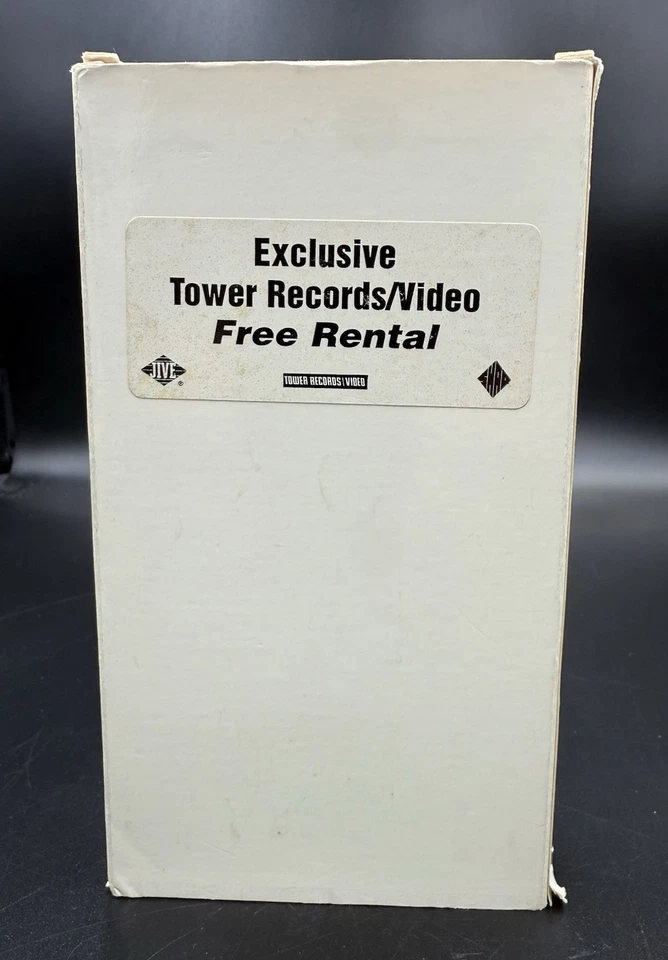 Exclusive
Tower Records/Video
Free Rental
JIVE ®
TOWER RECORDS | VIDEO